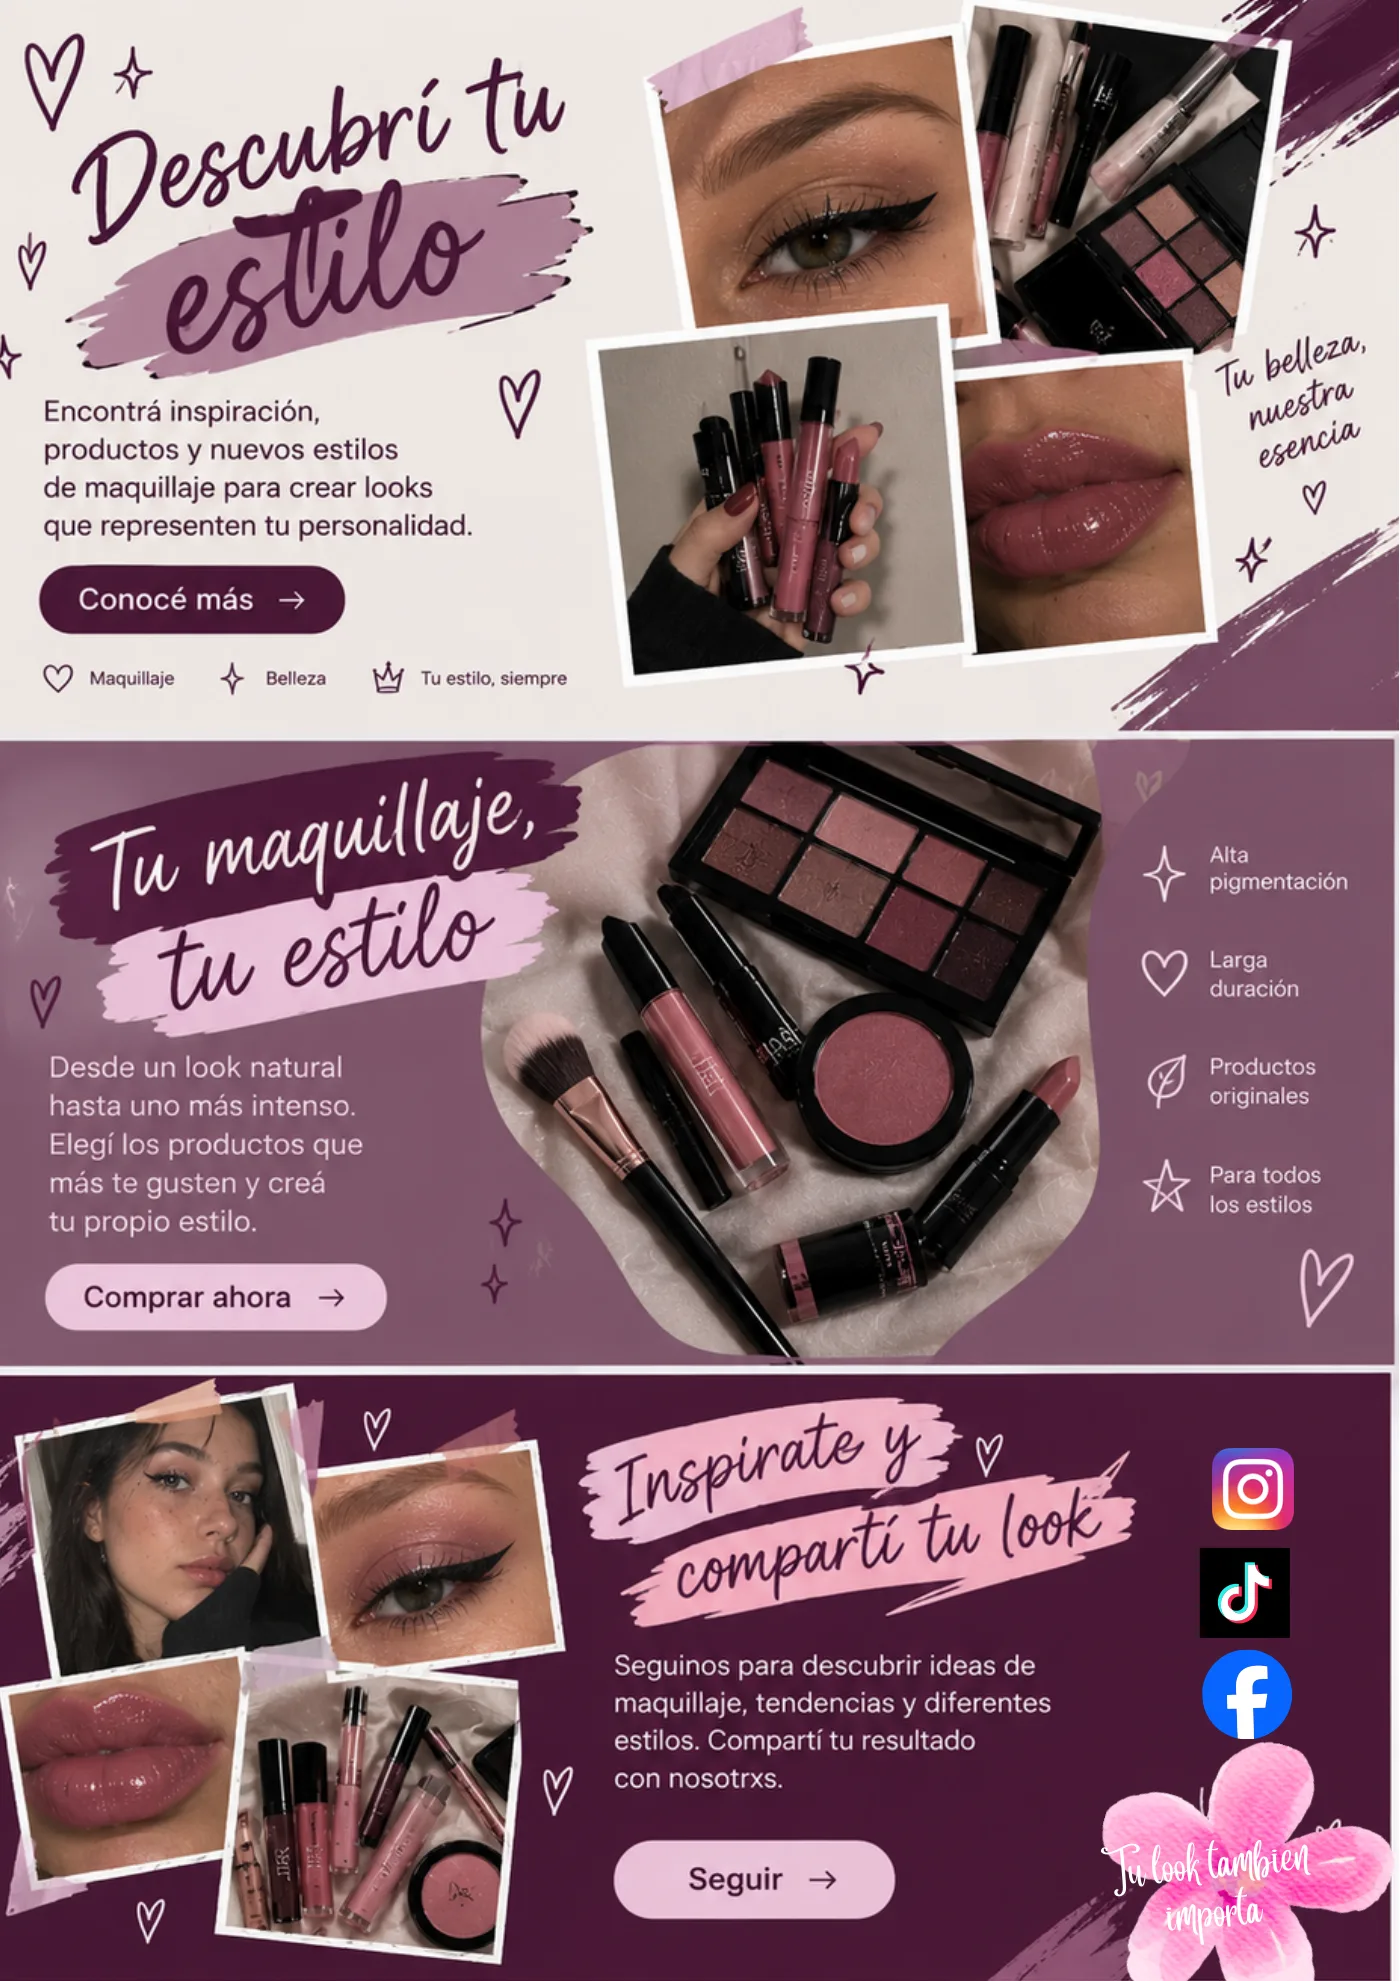 Descubrí tu
estilo
Encontrá inspiración,
productos y nuevos estilos
de maquillaje para crear looks
que representen tu personalidad.
Conocé más →
Maquillaje
Belleza
Tu estilo, siempre
Tu belleza,
nuestra
esencia
Tu maquillaje,
tu estilo
Desde un look natural
hasta uno más intenso.
Elegí los productos que
más te gusten y creá
tu propio estilo.
Comprar ahora →
Alta
pigmentación
Larga
duración
Productos
originales
Para todos
los estilos
Inspirate y
compartí tu look
Seguinos para descubrir ideas de
maquillaje, tendencias y diferentes
estilos. Compartí tu resultado
con nosotrxs.
Seguir →
Tu look tambien
importa